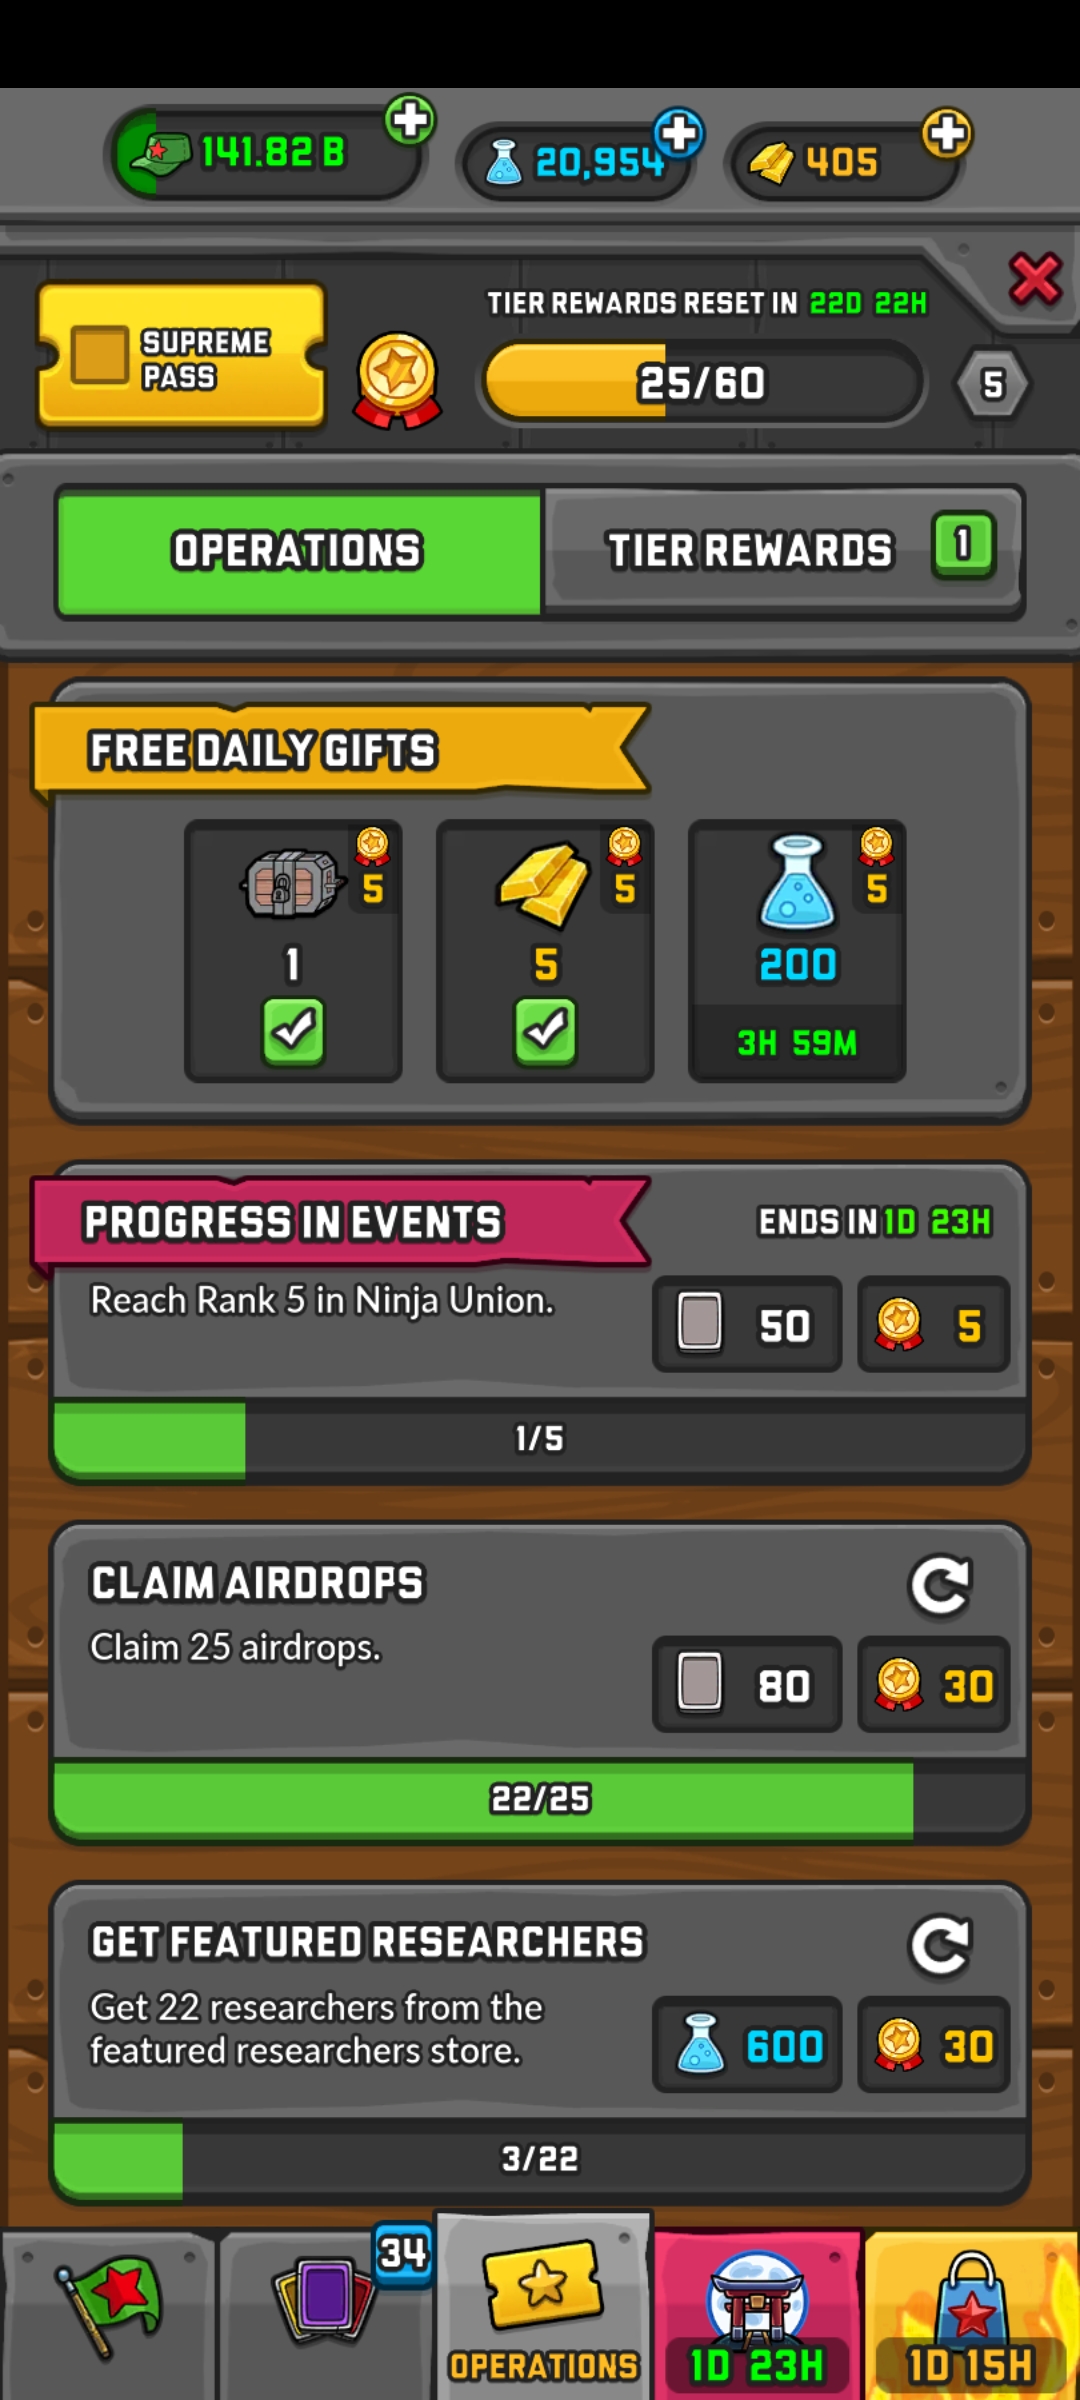 141.82 B
20,954
405
TIER REWARDS RESET IN 22D 22H
SUPREME
PASS
25/60
5
OPERATIONS
TIER REWARDS
1
FREE DAILY GIFTS
5
5
5
1
5
200
3H 59M
PROGRESS IN EVENTS
ENDS IN 1D 23H
Reach Rank 5 in Ninja Union.
50
5
1/5
CLAIM AIRDROPS
Claim 25 airdrops.
80
30
22/25
GET FEATURED RESEARCHERS
Get 22 researchers from the
featured researchers store.
600
30
3/22
34
OPERATIONS
1D 23H
1D 15H